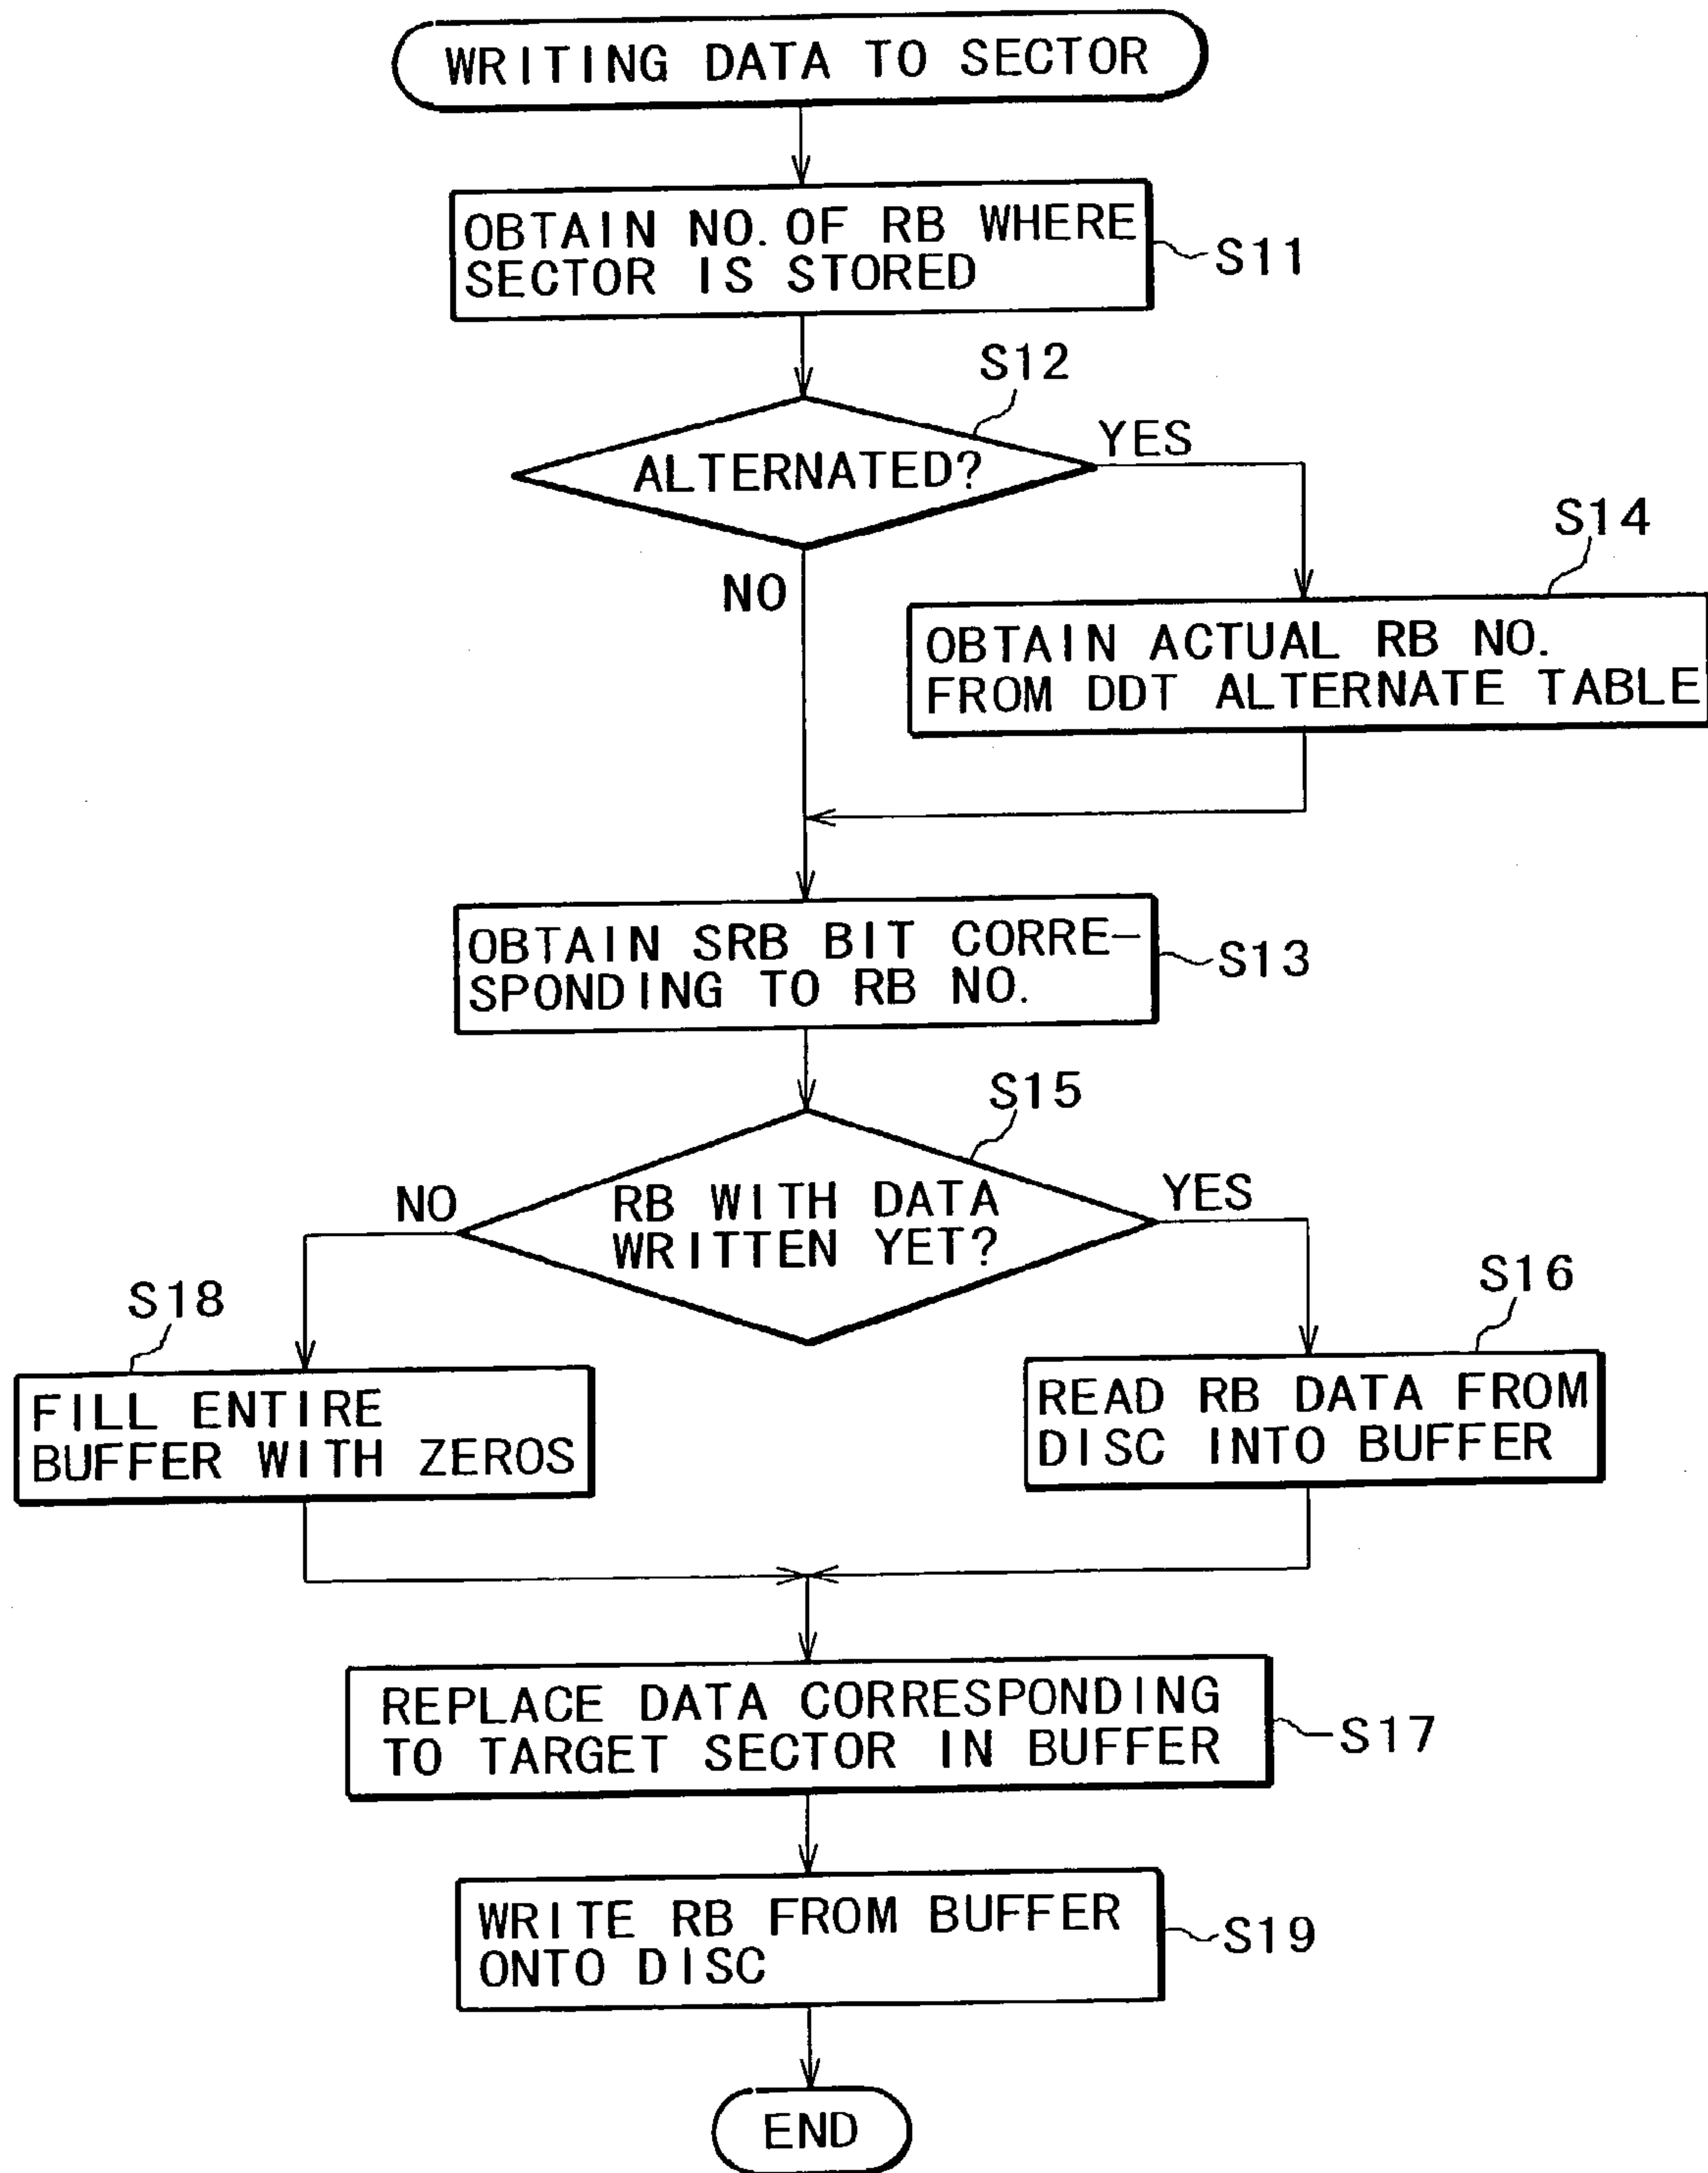 WRITING DATA TO SECTOR
OBTAIN NO. OF RB WHERE
SECTOR IS STORED
S11
S12
ALTERNATED?
YES
NO
S14
OBTAIN ACTUAL RB NO.
FROM DDT ALTERNATE TABLE
OBTAIN SRB BIT CORRE-
SPONDING TO RB NO.
S13
S15
RB WITH DATA
WRITTEN YET?
NO
YES
S18
FILL ENTIRE
BUFFER WITH ZEROS
S16
READ RB DATA FROM
DISC INTO BUFFER
REPLACE DATA CORRESPONDING
TO TARGET SECTOR IN BUFFER
S17
WRITE RB FROM BUFFER
ONTO DISC
S19
END